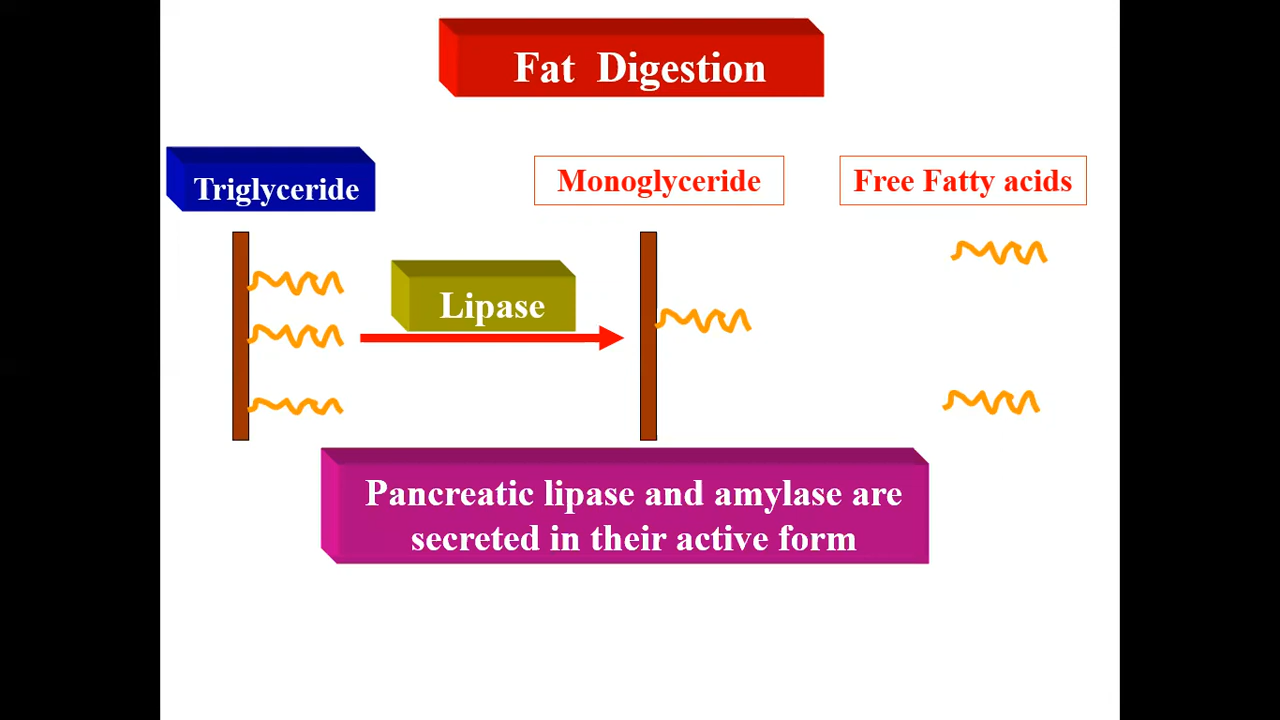 Fat Digestion
Triglyceride
Monoglyceride
Free Fatty acids
Lipase
Pancreatic lipase and amylase are
secreted in their active form